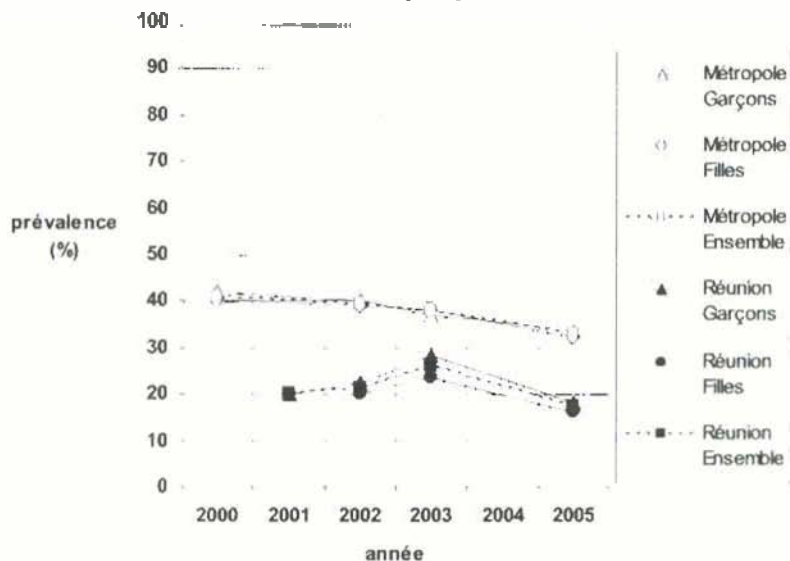 100
90
80
70
60
50
40
30
20
10
0
prévalence
(%)
2000 2001 2002 2003 2004 2005
année
Métropole
Garçons
Métropole
Filles
Métropole
Ensemble
Réunion
Garçons
Réunion
Filles
Réunion
Ensemble